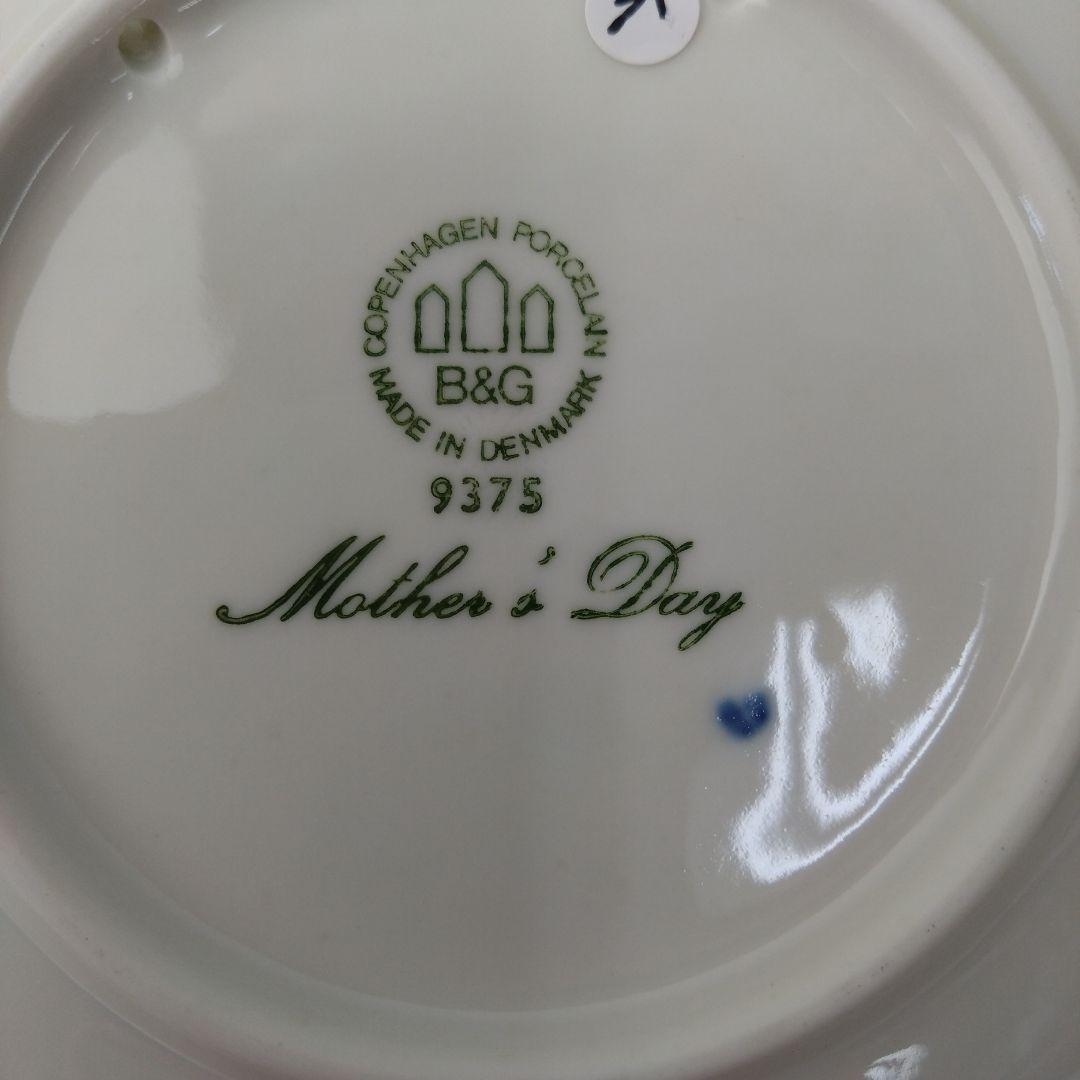 COPENHAGEN PORCELAIN
B&G
MADE IN DENMARK
9375
Mother's Day